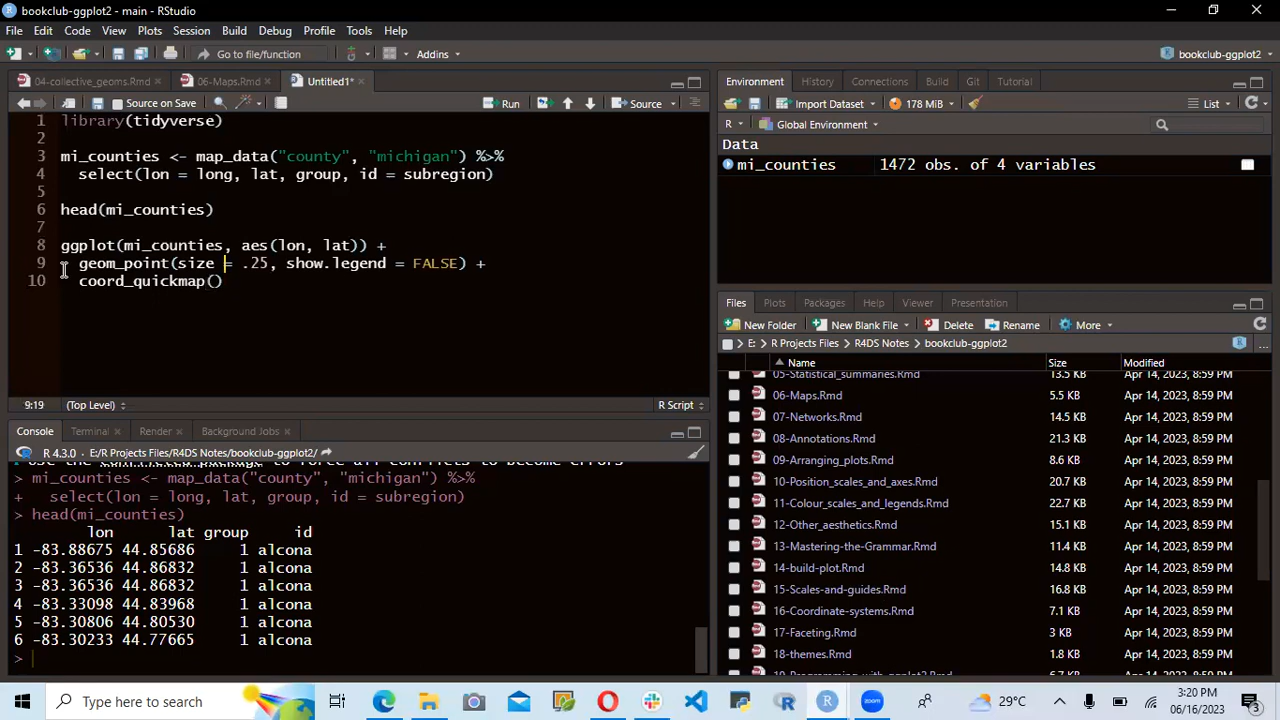 bookclub-ggplot2 - main - RStudio
File Edit Code View Plots Session Build Debug Profile Tools Help
Go to file/function Addins bookclub-ggplot2
04-collective_geoms.Rmd 06-Maps.Rmd Untitled1*
Source on Save Run Source
1 library(tidyverse)
2
3 mi_counties <- map_data("county", "michigan") %>%
4 select(lon = long, lat, group, id = subregion)
5
6 head(mi_counties)
7
8 ggplot(mi_counties, aes(lon, lat)) +
9 geom_point(size = .25, show.legend = FALSE) +
10 coord_quickmap()
9:19 (Top Level) R Script
Console Terminal Render Background Jobs
R 4.3.0 . E:/R Projects Files/R4DS Notes/bookclub-ggplot2/
to force all conflicts to become errors
> mi_counties <- map_data("county", "michigan") %>%
+ select(lon = long, lat, group, id = subregion)
> head(mi_counties)
lon lat group id
1 -83.88675 44.85686 1 alcona
2 -83.36536 44.86832 1 alcona
3 -83.36536 44.86832 1 alcona
4 -83.33098 44.83968 1 alcona
5 -83.30806 44.80530 1 alcona
6 -83.30233 44.77665 1 alcona
>
Environment History Connections Build Git Tutorial
Import Dataset 178 MiB List
R Global Environment
Data
mi_counties 1472 obs. of 4 variables
Files Plots Packages Help Viewer Presentation
New Folder New Blank File Delete Rename More
E: R Projects Files R4DS Notes bookclub-ggplot2
Name Size Modified
05-Statistical_summaries.Rmd 13.5 KB Apr 14, 2023, 8:59 PM
06-Maps.Rmd 5.5 KB Apr 14, 2023, 8:59 PM
07-Networks.Rmd 14.5 KB Apr 14, 2023, 8:59 PM
08-Annotations.Rmd 21.3 KB Apr 14, 2023, 8:59 PM
09-Arranging_plots.Rmd 8.6 KB Apr 14, 2023, 8:59 PM
10-Position_scales_and_axes.Rmd 20.7 KB Apr 14, 2023, 8:59 PM
11-Colour_scales_and_legends.Rmd 22.7 KB Apr 14, 2023, 8:59 PM
12-Other_aesthetics.Rmd 15.1 KB Apr 14, 2023, 8:59 PM
13-Mastering-the-Grammar.Rmd 11.4 KB Apr 14, 2023, 8:59 PM
14-build-plot.Rmd 14.8 KB Apr 14, 2023, 8:59 PM
15-Scales-and-guides.Rmd 16.8 KB Apr 14, 2023, 8:59 PM
16-Coordinate-systems.Rmd 7.1 KB Apr 14, 2023, 8:59 PM
17-Faceting.Rmd 3 KB Apr 14, 2023, 8:59 PM
18-themes.Rmd 1.8 KB Apr 14, 2023, 8:59 PM
Type here to search zoom 29°C 3:20 PM
06/16/2023 3